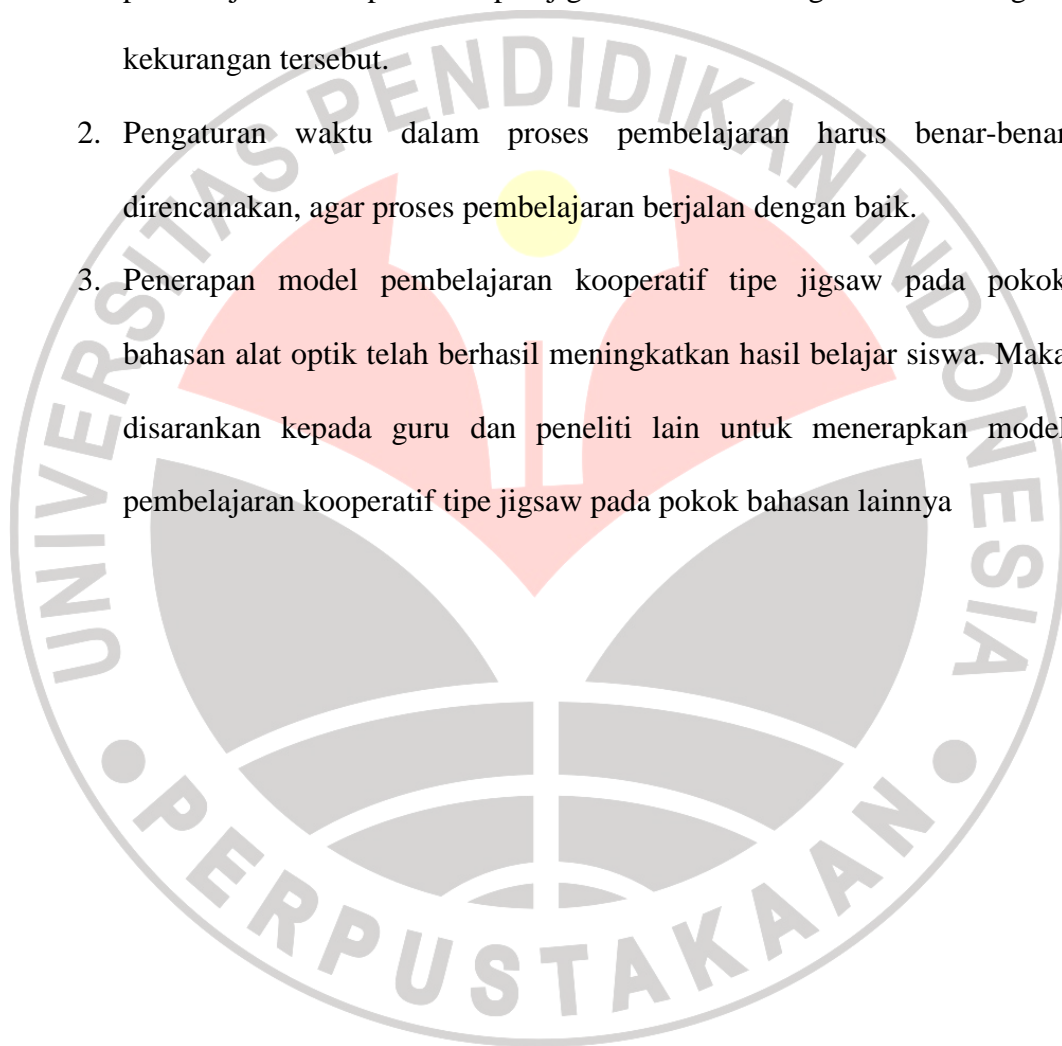 kekurangan tersebut.
2. Pengaturan waktu dalam proses pembelajaran harus benar-benar
direncanakan, agar proses pembelajaran berjalan dengan baik.
3. Penerapan model pembelajaran kooperatif tipe jigsaw pada pokok
bahasan alat optik telah berhasil meningkatkan hasil belajar siswa. Maka
disarankan kepada guru dan peneliti lain untuk menerapkan model
pembelajaran kooperatif tipe jigsaw pada pokok bahasan lainnya
UNIVERSITAS PENDIDIKAN INDONESIA
PERPUSTAKAAN